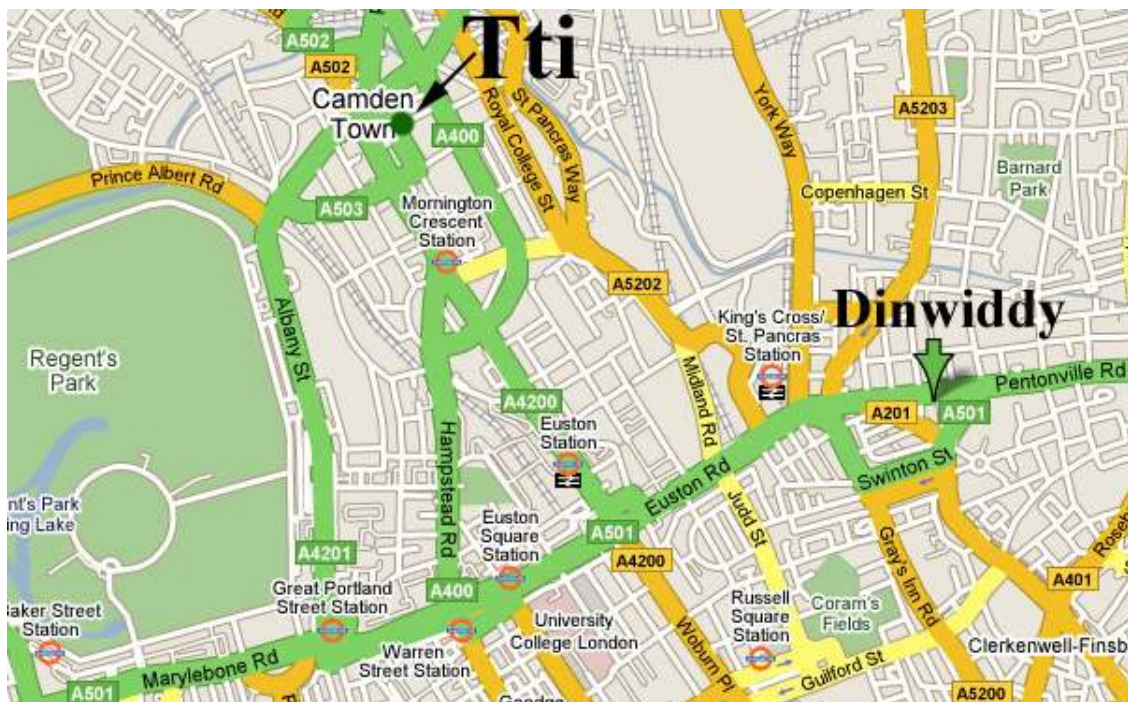 Tti
A502
A502
Camden
Town
A400
Royal College St
St Pancras Way
York Way
A5203
Prince Albert Rd
A503
Mornington
Crescent
Station
Copenhagen St
Barnard
Park
Albany St
A5202
Dinwiddy
King's Cross/
St. Pancras
Station
Regent's
Park
Midland Rd
Pentonville Rd
A4200
A201
A501
Hampstead Rd
Euston
Station
Euston Rd
Swinton St
nt's Park
ing Lake
Euston
Square
Station
A501
Judd St
A4201
A4200
Gray's Inn Rd
A401
Great Portland
Street Station
A400
Baker Street
Station
University
College London
Russell
Square
Station
Coram's
Fields
Warren
Street Station
Woburn Pl
Clerkenwell-Finsb
Marylebone Rd
Guilford St
A501
A5200